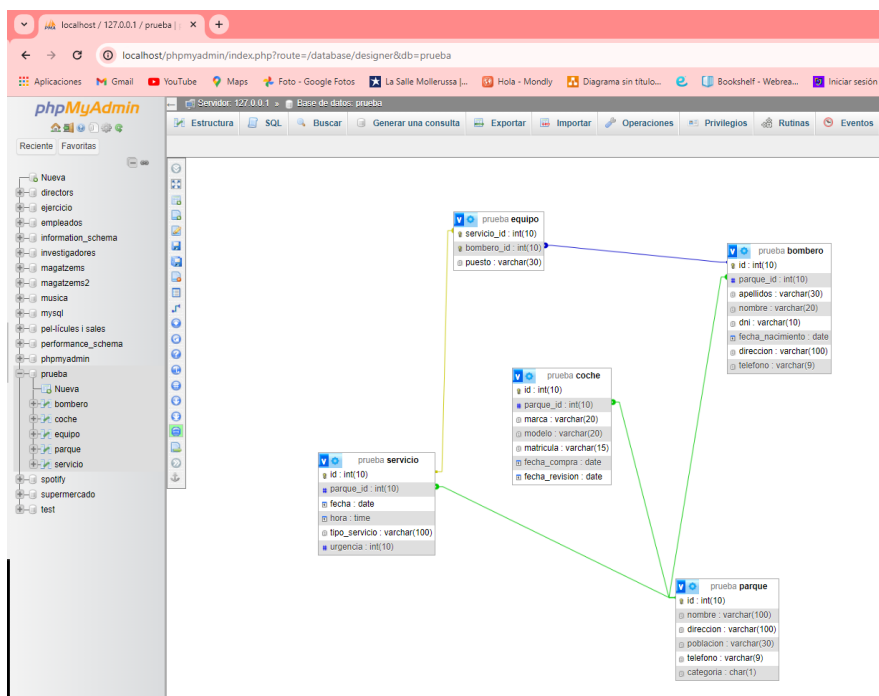 localhost / 127.0.0.1 / prueba |
localhost/phpmyadmin/index.php?route=/database/designer&db=prueba
Aplicaciones Gmail YouTube Maps Foto - Google Fotos La Salle Mollerussa |... Hola - Mondly Diagrama sin título... Bookshelf - Webrea... Iniciar sesión
phpMyAdmin
Servidor: 127.0.0.1 » Base de datos: prueba
Estructura SQL Buscar Generar una consulta Exportar Importar Operaciones Privilegios Rutinas Eventos
Reciente Favoritas
Nueva
directors
ejercicio
empleados
information_schema
investigadores
magatzems
magatzems2
musica
mysql
pel·lícules i sales
performance_schema
phpmyadmin
prueba
Nueva
bombero
coche
equipo
parque
servicio
spotify
supermercado
test
v prueba equipo
servicio_id : int(10)
bombero_id : int(10)
puesto : varchar(30)
v prueba bombero
id : int(10)
parque_id : int(10)
apellidos : varchar(30)
nombre : varchar(20)
dni : varchar(10)
fecha_nacimiento : date
direccion : varchar(100)
telefono : varchar(9)
v prueba coche
id : int(10)
parque_id : int(10)
marca : varchar(20)
modelo : varchar(20)
matricula : varchar(15)
fecha_compra : date
fecha_revision : date
v prueba servicio
id : int(10)
parque_id : int(10)
fecha : date
hora : time
tipo_servicio : varchar(100)
urgencia : int(10)
v prueba parque
id : int(10)
nombre : varchar(100)
direccion : varchar(100)
poblacion : varchar(30)
telefono : varchar(9)
categoria : char(1)